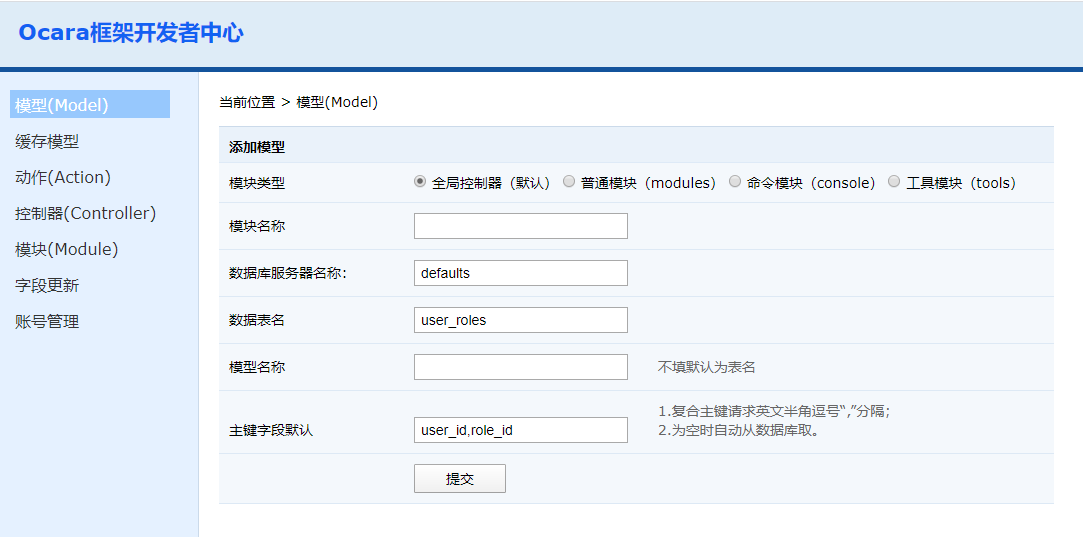 Ocara框架开发者中心
模型(Model)
缓存模型
动作(Action)
控制器(Controller)
模块(Module)
字段更新
账号管理
当前位置 > 模型(Model)
添加模型
模块类型 全局控制器（默认） 普通模块（modules） 命令模块（console） 工具模块（tools）
模块名称
数据库服务器名称： defaults
数据表名 user_roles
模型名称 不填默认为表名
1.复合主键请求英文半角逗号“,”分隔；
主键字段默认 user_id,role_id 2.为空时自动从数据库取。
提交